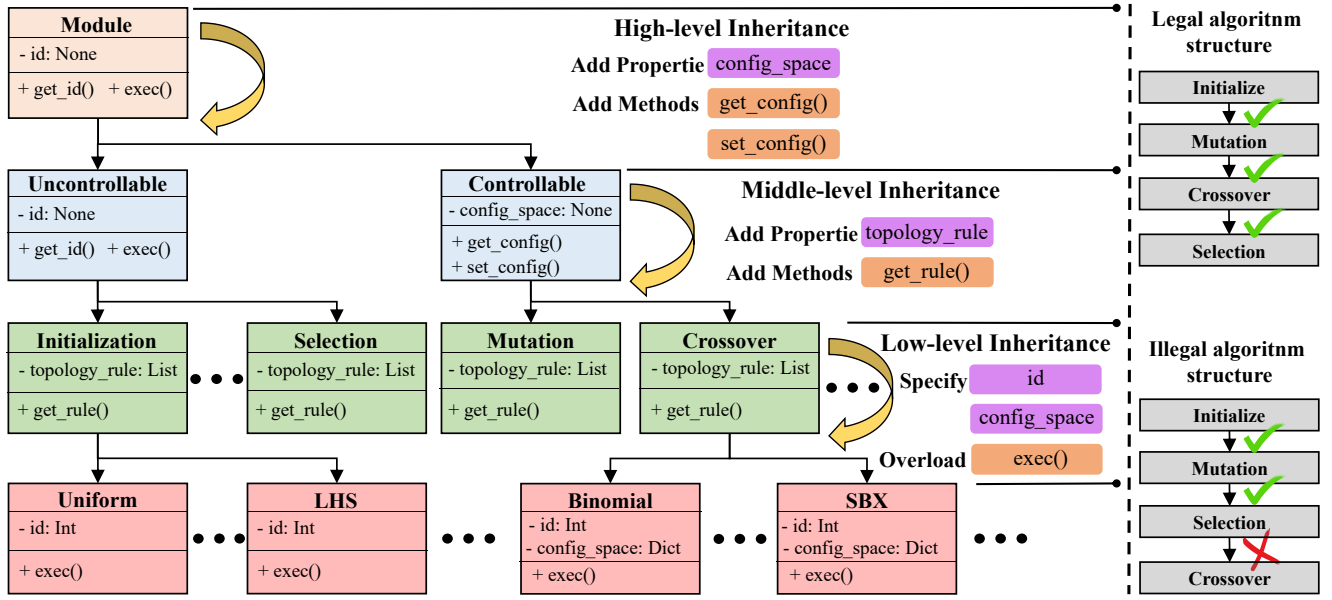 Module
- id: None
+ get_id() + exec()
High-level Inheritance
Add Propertie config_space
Add Methods get_config()
set_config()
Uncontrollable
- id: None
+ get_id() + exec()
Controllable
- config_space: None
+ get_config()
+ set_config()
Middle-level Inheritance
Add Propertie topology_rule
Add Methods get_rule()
Initialization
- topology_rule: List
+ get_rule()
Selection
- topology_rule: List
+ get_rule()
Mutation
- topology_rule: List
+ get_rule()
Crossover
- topology_rule: List
+ get_rule()
Low-level Inheritance
Specify id
config_space
Overload exec()
Uniform
- id: Int
+ exec()
LHS
- id: Int
+ exec()
Binomial
- id: Int
- config_space: Dict
+ exec()
SBX
- id: Int
- config_space: Dict
+ exec()
Legal algoritnm
structure
Initialize
Mutation
Crossover
Selection
Illegal algoritnm
structure
Initialize
Mutation
Selection
Crossover